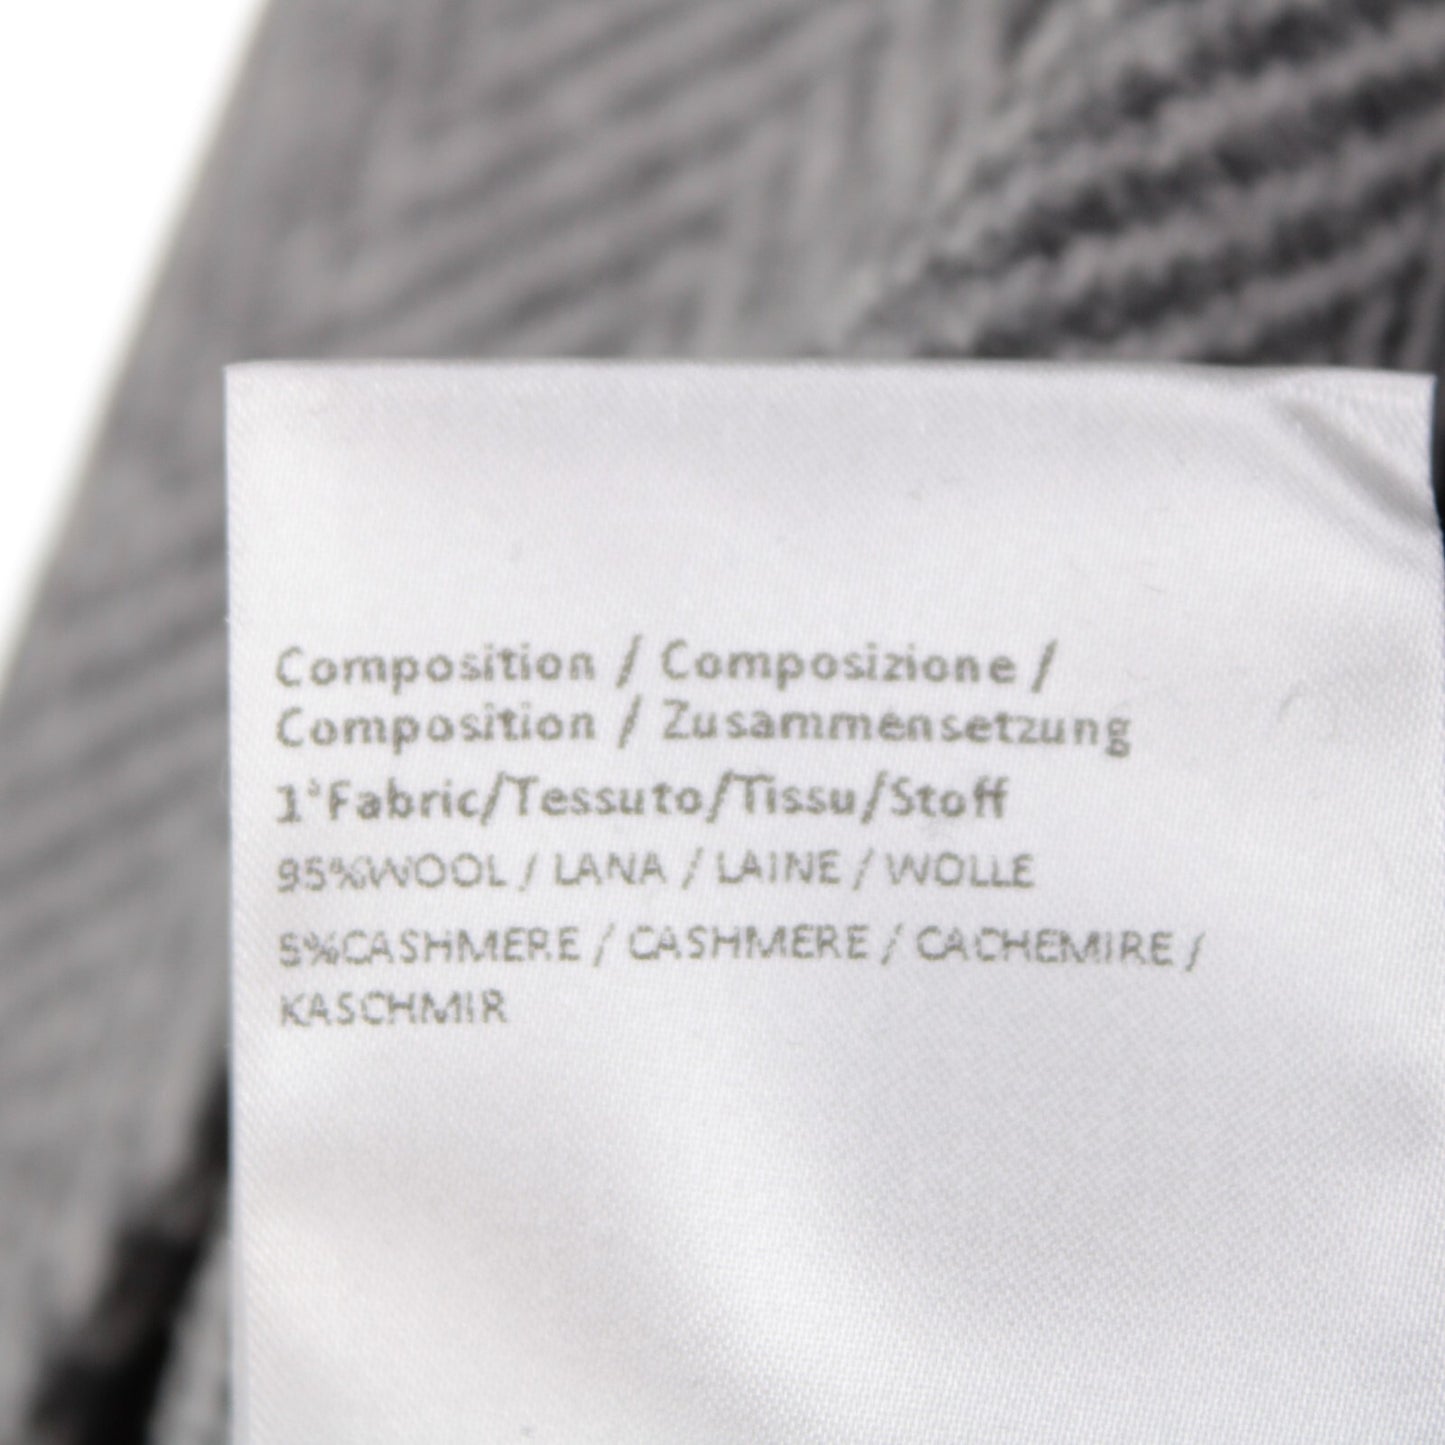 Composition / Composizione /
Composition / Zusammensetzung
1°Fabric/Tessuto/Tissu/Stoff
95%WOOL / LANA / LAINE / WOLLE
5%CASHMERE / CASHMERE / CACHEMIRE /
KASCHMIR